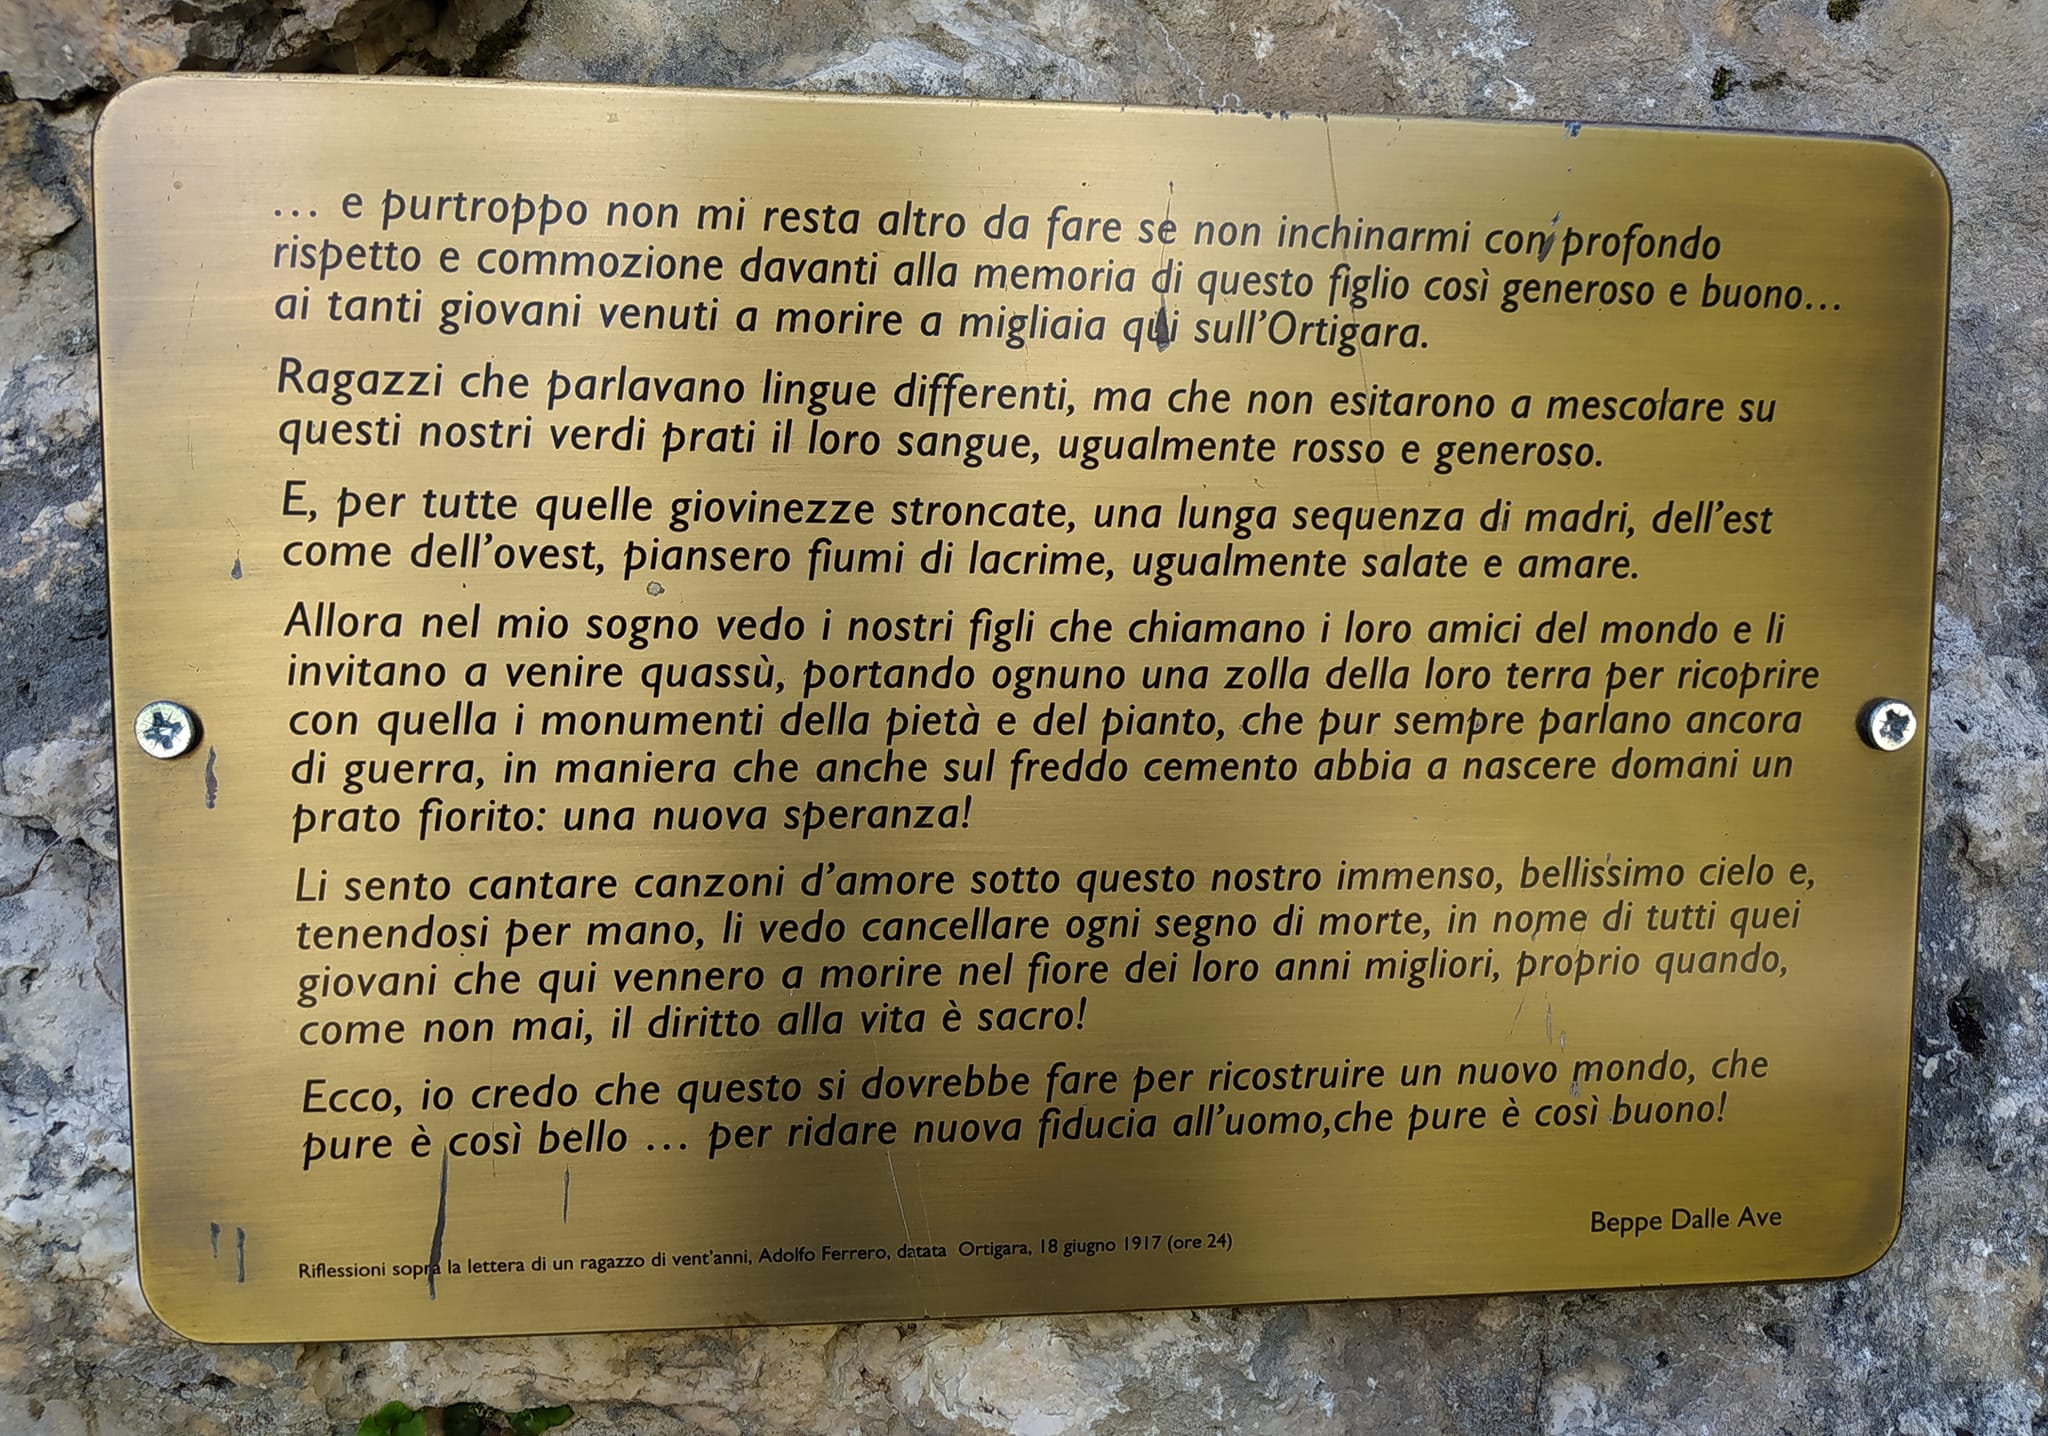 ... e purtroppo non mi resta altro da fare se non inchinarmi con profondo
rispetto e commozione davanti alla memoria di questo figlio così generoso e buono...
ai tanti giovani venuti a morire a migliaia qui sull'Ortigara.
Ragazzi che parlavano lingue differenti, ma che non esitarono a mescolare su
questi nostri verdi prati il loro sangue, ugualmente rosso e generoso.
E, per tutte quelle giovinezze stroncate, una lunga sequenza di madri, dell'est
come dell'ovest, piansero fiumi di lacrime, ugualmente salate e amare.
Allora nel mio sogno vedo i nostri figli che chiamano i loro amici del mondo e li
invitano a venire quassù, portando ognuno una zolla della loro terra per ricoprire
con quella i monumenti della pietà e del pianto, che pur sempre parlano ancora
di guerra, in maniera che anche sul freddo cemento abbia a nascere domani un
prato fiorito: una nuova speranza!
Li sento cantare canzoni d'amore sotto questo nostro immenso, bellissimo cielo e,
tenendosi per mano, li vedo cancellare ogni segno di morte, in nome di tutti quei
giovani che qui vennero a morire nel fiore dei loro anni migliori, proprio quando,
come non mai, il diritto alla vita è sacro!
Ecco, io credo che questo si dovrebbe fare per ricostruire un nuovo mondo, che
pure è così bello ... per ridare nuova fiducia all'uomo,che pure è così buono!
Beppe Dalle Ave
Riflessioni sopra la lettera di un ragazzo di vent'anni, Adolfo Ferrero, datata Ortigara, 18 giugno 1917 (ore 24)